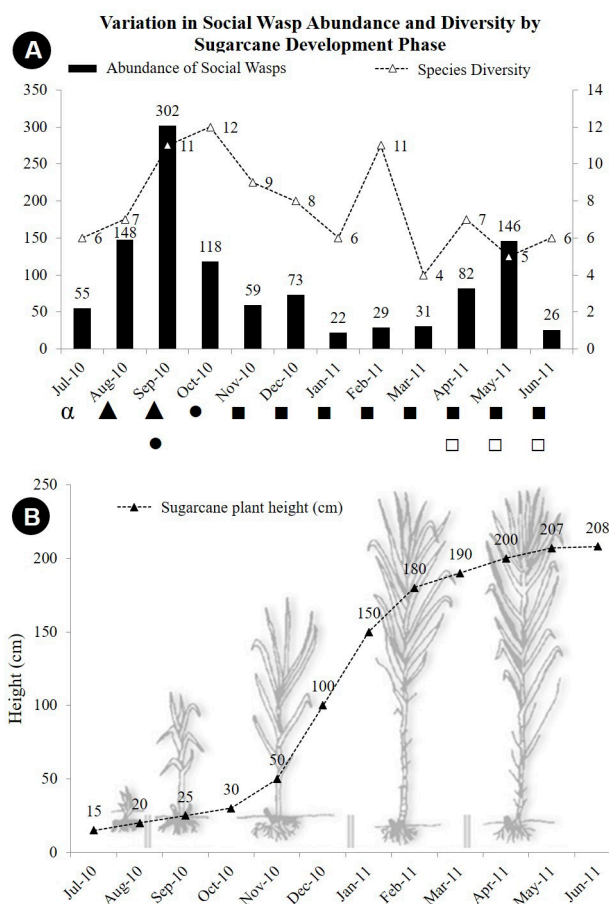 Variation in Social Wasp Abundance and Diversity by
Sugarcane Development Phase
A
Abundance of Social Wasps
Species Diversity
350
300
250
200
150
100
50
0
14
12
10
8
6
4
2
0
55
148
302
118
59
73
22
29
31
82
146
26
6
7
11
12
9
8
6
11
4
7
5
6
Jul-10
Aug-10
Sep-10
Oct-10
Nov-10
Dec-10
Jan-11
Feb-11
Mar-11
Apr-11
May-11
Jun-11
α
B
Sugarcane plant height (cm)
Height (cm)
250
200
150
100
50
0
15
20
25
30
50
100
150
180
190
200
207
208
Jul-10
Aug-10
Sep-10
Oct-10
Nov-10
Dec-10
Jan-11
Feb-11
Mar-11
Apr-11
May-11
Jun-11